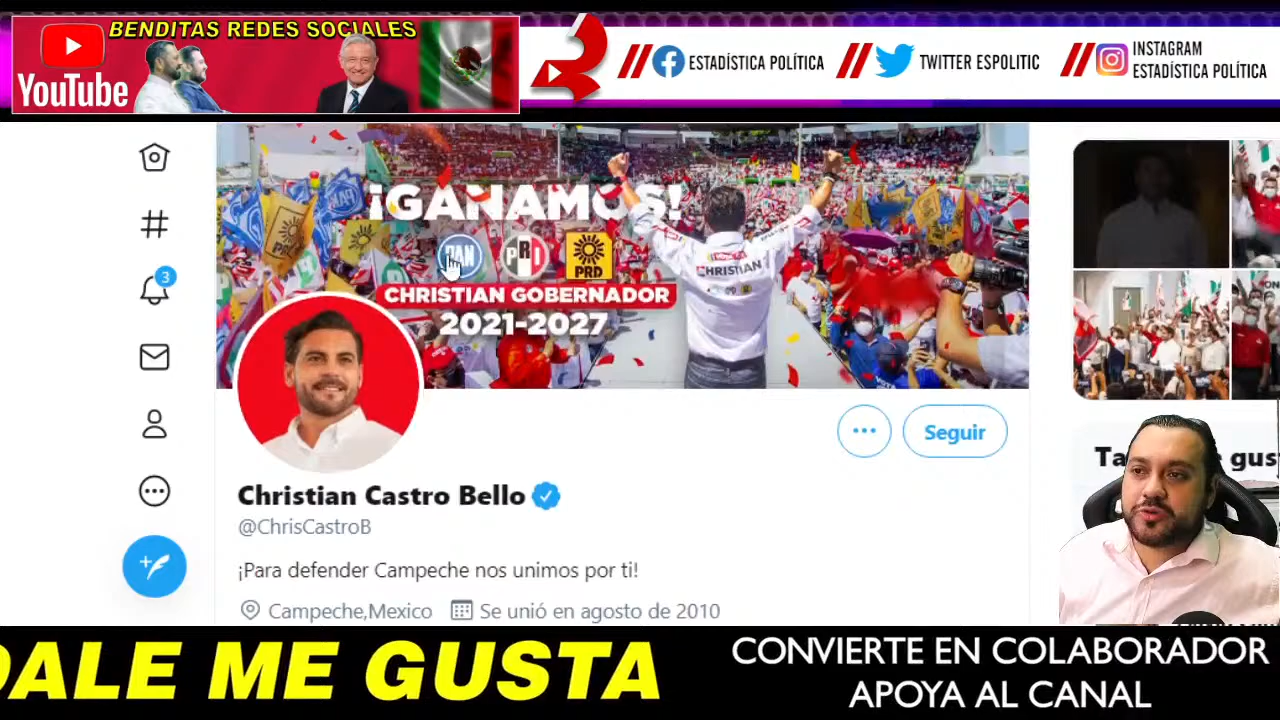 BENDITAS REDES SOCIALES
YouTube
ESTADÍSTICA POLÍTICA
TWITTER ESPOLITIC
INSTAGRAM
ESTADÍSTICA POLÍTICA
¡GANAMOS!
PAN
PRI
PRD
CHRISTIAN GOBERNADOR
2021-2027
CHRISTIAN
3
Seguir
Christian Castro Bello
@ChrisCastroB
¡Para defender Campeche nos unimos por ti!
Campeche,Mexico
Se unió en agosto de 2010
DALE ME GUSTA
CONVIERTE EN COLABORADOR
APOYA AL CANAL